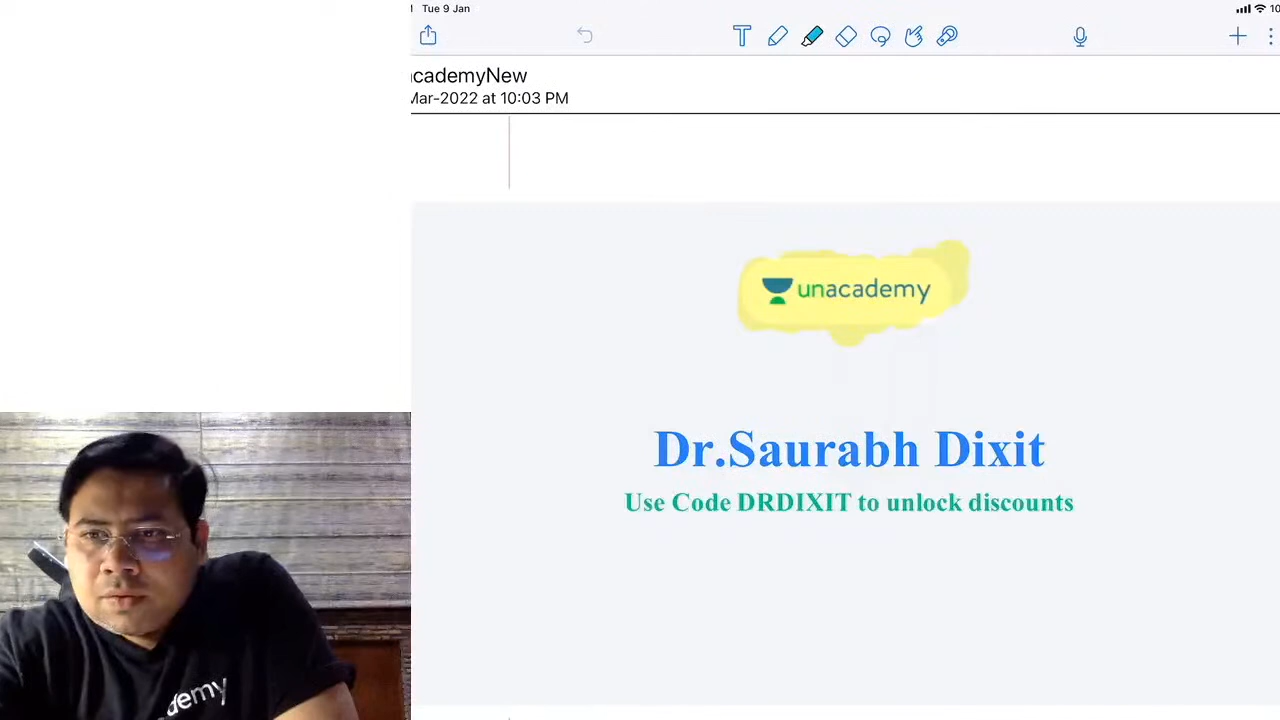 Tue 9 Jan
10
cademyNew
Mar-2022 at 10:03 PM
unacademy
Dr.Saurabh Dixit
Use Code DRDIXIT to unlock discounts
demy